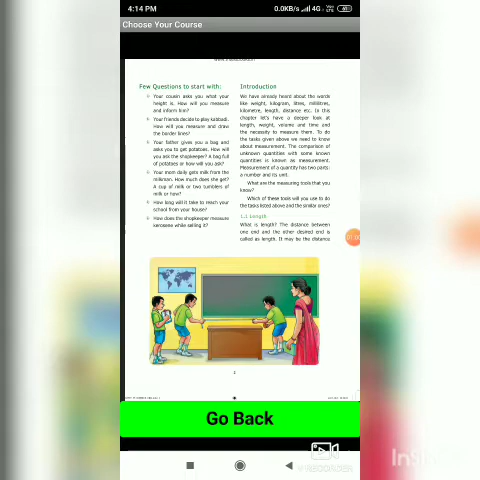 4:14 PM
0.0KB/s 4G
61
Choose Your Course
Few Questions to start with:
Your cousin asks you what your
height is. How will you measure
and inform him?
Your friends decide to play kabbadi.
How will you measure and draw
the border lines?
Your father gives you a bag and
asks you to get potatoes. How will
you ask the shopkeeper? A bag full
of potatoes or how will you ask?
Your mom daily gets milk from the
milkman. How much does she get?
A cup of milk or two tumblers of
milk or how?
How long will it take to reach your
school from your house?
How does the shopkeeper measure
kerosene while selling it?
Introduction
We have already heard about the words
like weight, kilogram, litres, millilitres,
kilometre, length, distance etc. In this
chapter let's have a deeper look at
length, weight, volume and time and
the necessity to measure them. To do
the tasks given above we need to know
about measurement. The comparison of
unknown quantities with some known
quantities is known as measurement.
Measurement of a quantity has two parts:
a number and its unit.
What are the measuring tools that you
know?
Which of these tools will you use to do
the tasks listed above and the similar ones?
1.1 Length
What is length? The distance between
one end and the other desired end is
called as length. It may be the distance
2
Go Back
RECORDER